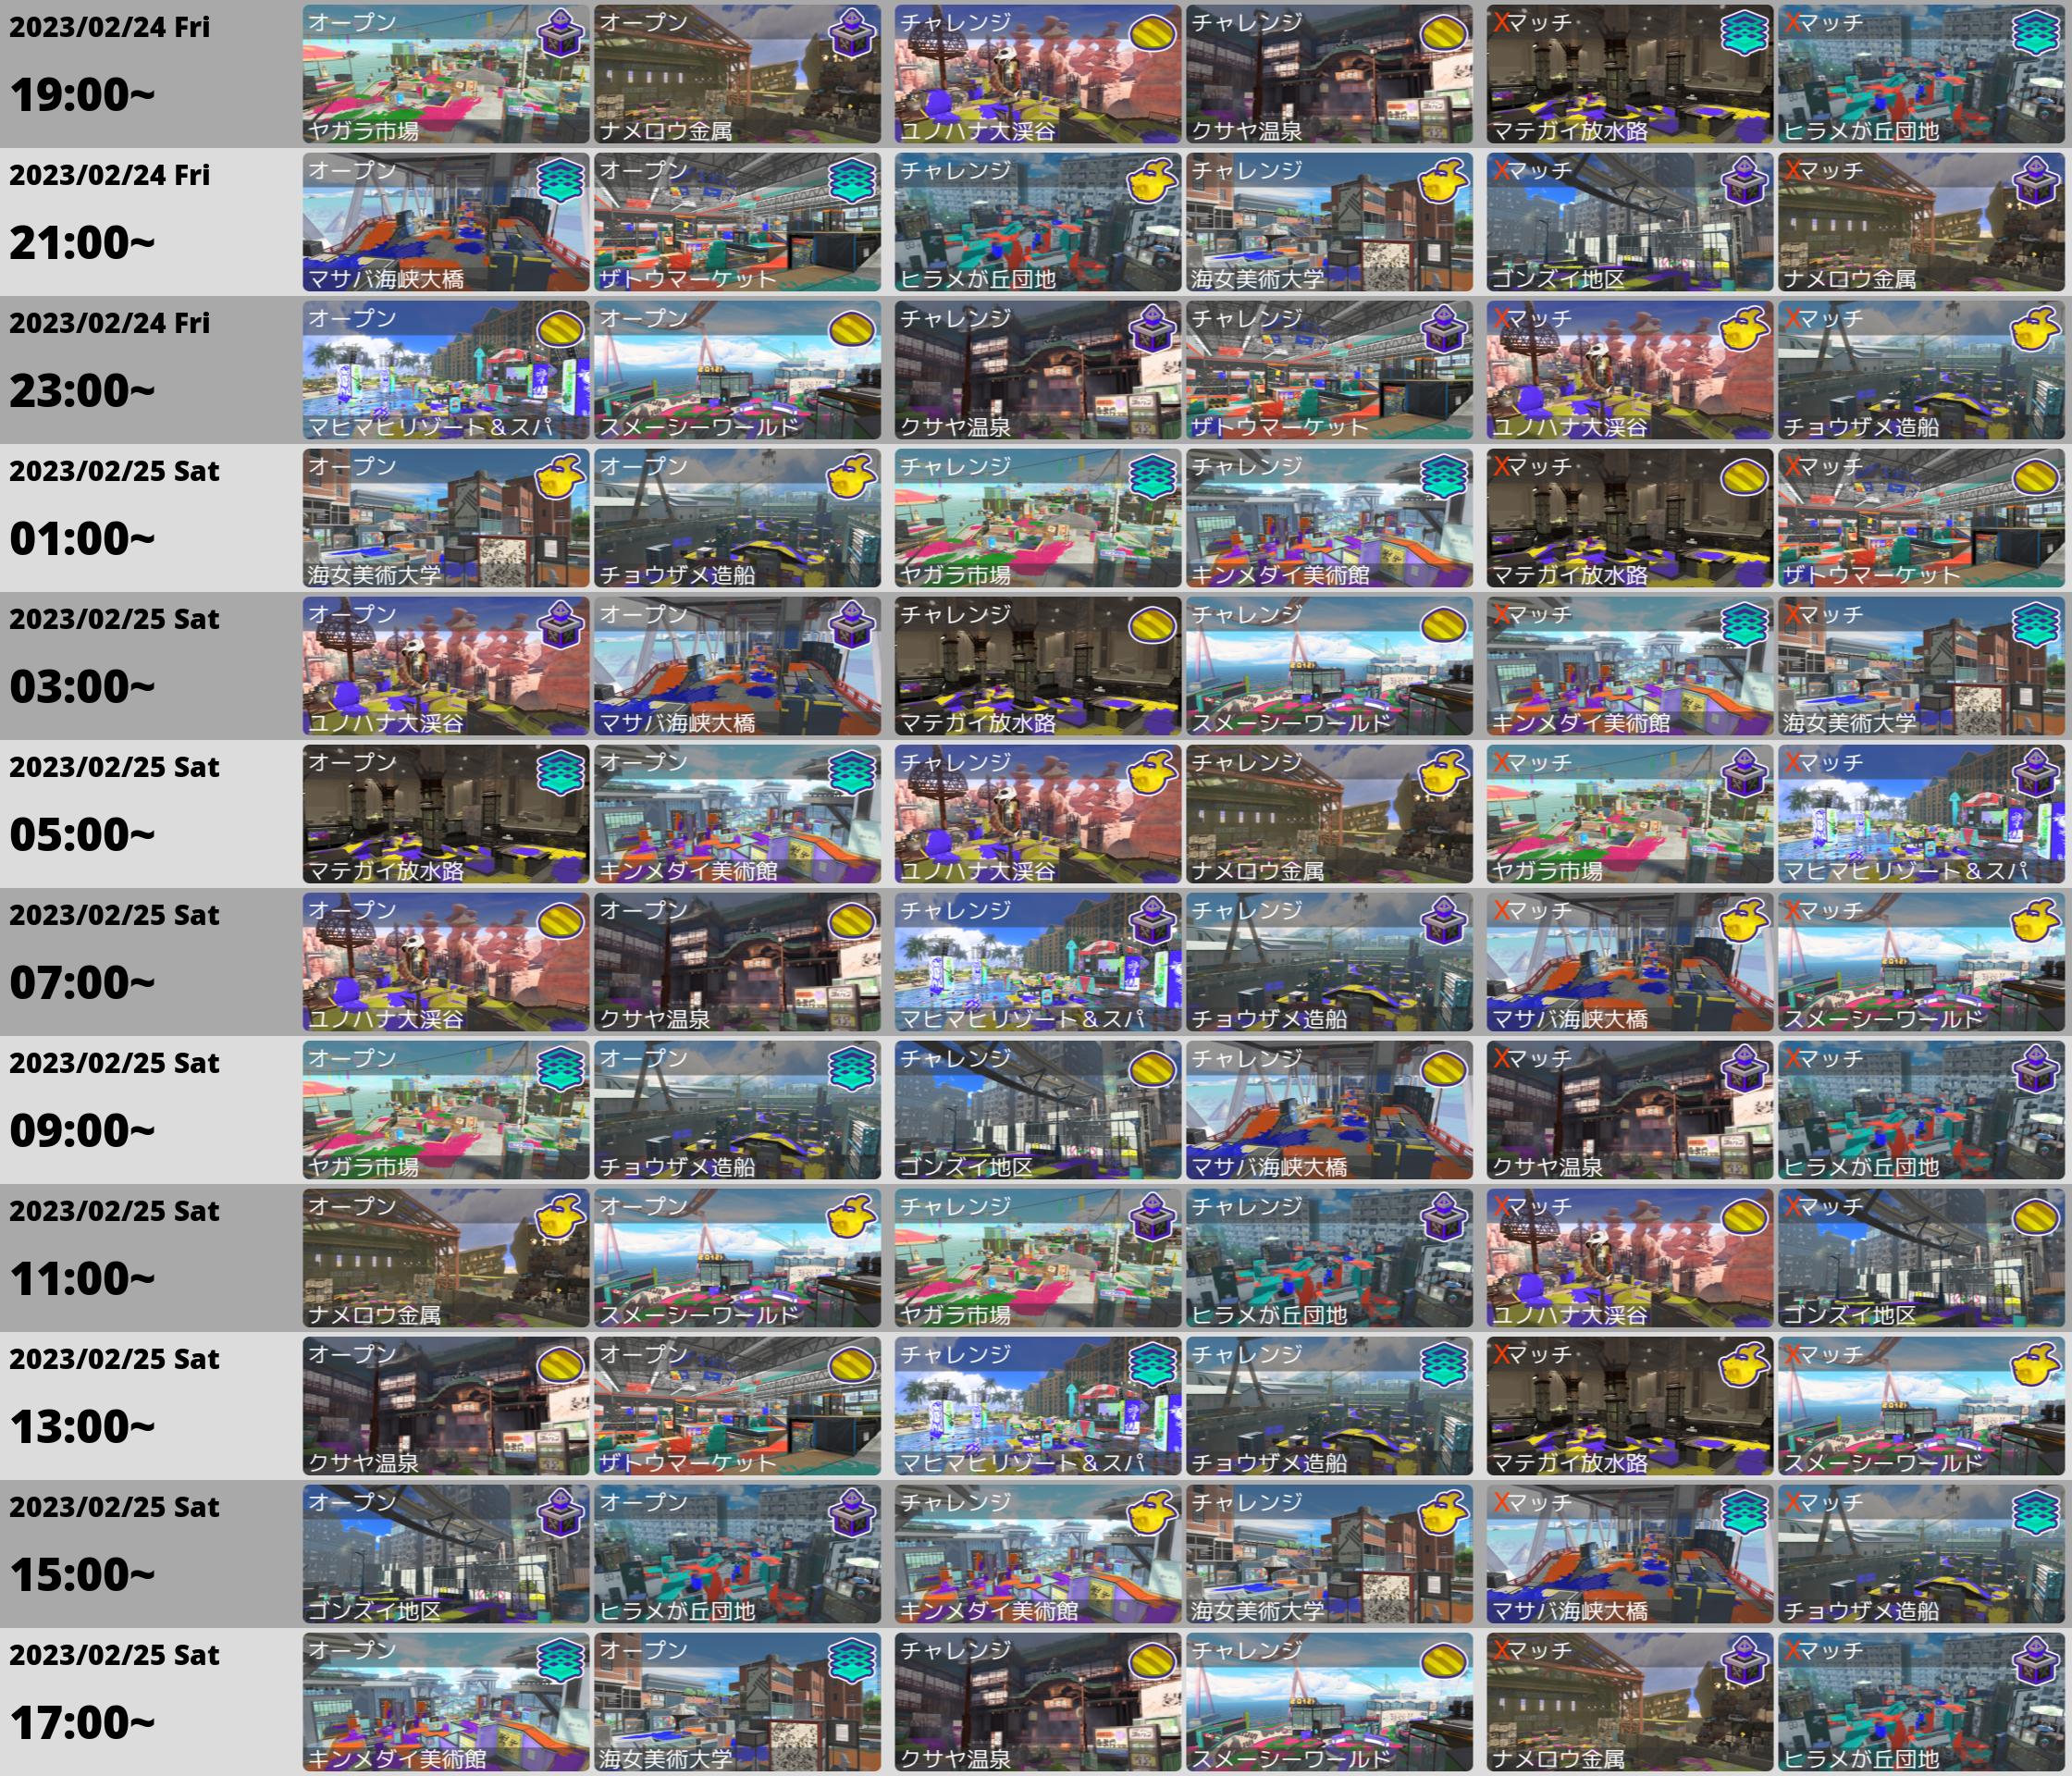 2023/02/24 Fri
19:00~
オープン オープン チャレンジ チャレンジ Xマッチ Xマッチ
ヤガラ市場 ナメロウ金属 ユノハナ大渓谷 クサヤ温泉 マテガイ放水路 ヒラメが丘団地
2023/02/24 Fri
21:00~
オープン オープン チャレンジ チャレンジ Xマッチ Xマッチ
マサバ海峡大橋 ザトウマーケット ヒラメが丘団地 海女美術大学 ゴンズイ地区 ナメロウ金属
2023/02/24 Fri
23:00~
オープン オープン チャレンジ チャレンジ Xマッチ Xマッチ
マヒマヒリゾート&スパ スメーシーワールド クサヤ温泉 ザトウマーケット ユノハナ大渓谷 チョウザメ造船
2023/02/25 Sat
01:00~
オープン オープン チャレンジ チャレンジ Xマッチ Xマッチ
海女美術大学 チョウザメ造船 ヤガラ市場 キンメダイ美術館 マテガイ放水路 ザトウマーケット
2023/02/25 Sat
03:00~
オープン オープン チャレンジ チャレンジ Xマッチ Xマッチ
ユノハナ大渓谷 マサバ海峡大橋 マテガイ放水路 スメーシーワールド キンメダイ美術館 海女美術大学
2023/02/25 Sat
05:00~
オープン オープン チャレンジ チャレンジ Xマッチ Xマッチ
マテガイ放水路 キンメダイ美術館 ユノハナ大渓谷 ナメロウ金属 ヤガラ市場 マヒマヒリゾート&スパ
2023/02/25 Sat
07:00~
オープン オープン チャレンジ チャレンジ Xマッチ Xマッチ
ユノハナ大渓谷 クサヤ温泉 マヒマヒリゾート&スパ チョウザメ造船 マサバ海峡大橋 スメーシーワールド
2023/02/25 Sat
09:00~
オープン オープン チャレンジ チャレンジ Xマッチ Xマッチ
ヤガラ市場 チョウザメ造船 ゴンズイ地区 マサバ海峡大橋 クサヤ温泉 ヒラメが丘団地
2023/02/25 Sat
11:00~
オープン オープン チャレンジ チャレンジ Xマッチ Xマッチ
ナメロウ金属 スメーシーワールド ヤガラ市場 ヒラメが丘団地 ユノハナ大渓谷 ゴンズイ地区
2023/02/25 Sat
13:00~
オープン オープン チャレンジ チャレンジ Xマッチ Xマッチ
クサヤ温泉 ザトウマーケット マヒマヒリゾート&スパ チョウザメ造船 マテガイ放水路 スメーシーワールド
2023/02/25 Sat
15:00~
オープン オープン チャレンジ チャレンジ Xマッチ Xマッチ
ゴンズイ地区 ヒラメが丘団地 キンメダイ美術館 海女美術大学 マサバ海峡大橋 チョウザメ造船
2023/02/25 Sat
17:00~
オープン オープン チャレンジ チャレンジ Xマッチ Xマッチ
キンメダイ美術館 海女美術大学 クサヤ温泉 スメーシーワールド ナメロウ金属 ヒラメが丘団地